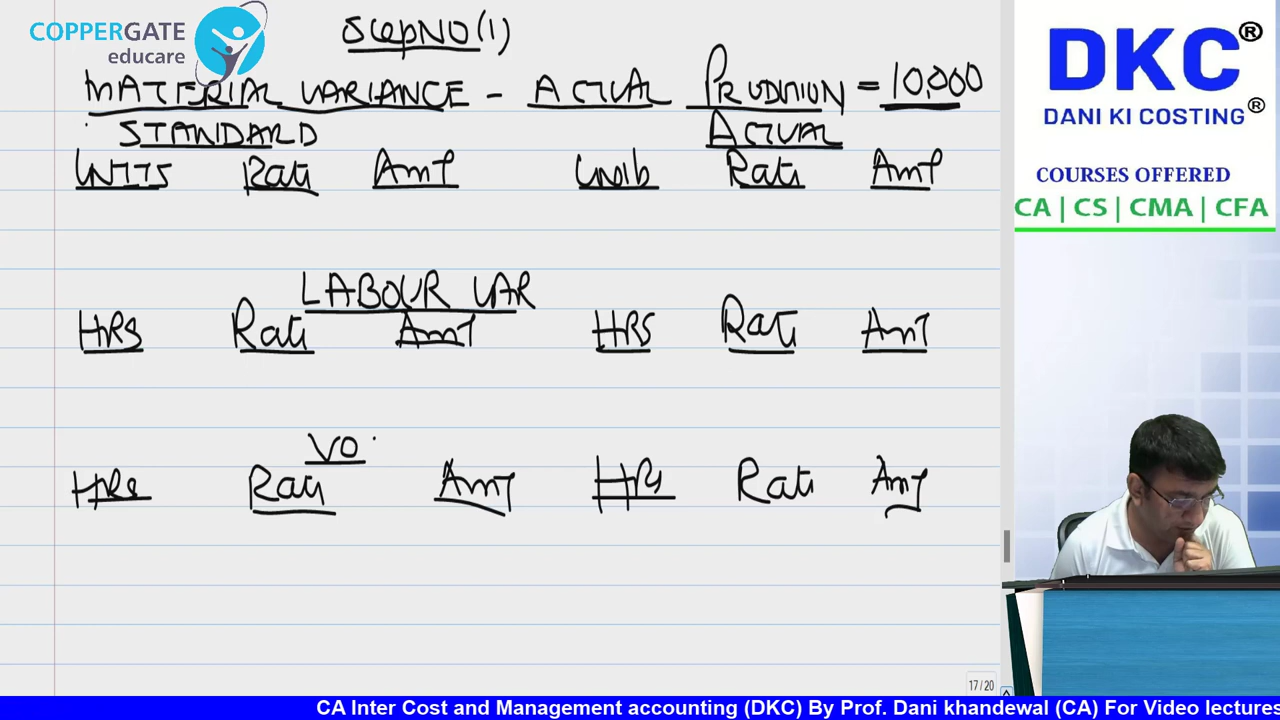 COPPERGATE
educare
StepNO(1)
MATERIAL VARIANCE - ACTUAL PRUDUTION = 10,000
STANDARD ACTUAL
UNITS Rate Amt Units Rate Amt
LABOUR VAR
HRS Rate Amt HRS Rate Amt
VO
HRs Rate Amt HRs Rate Amt
17/20
DKC®
DANI KI COSTING®
COURSES OFFERED
CA | CS | CMA | CFA
CA Inter Cost and Management accounting (DKC) By Prof. Dani khandewal (CA) For Video lectures